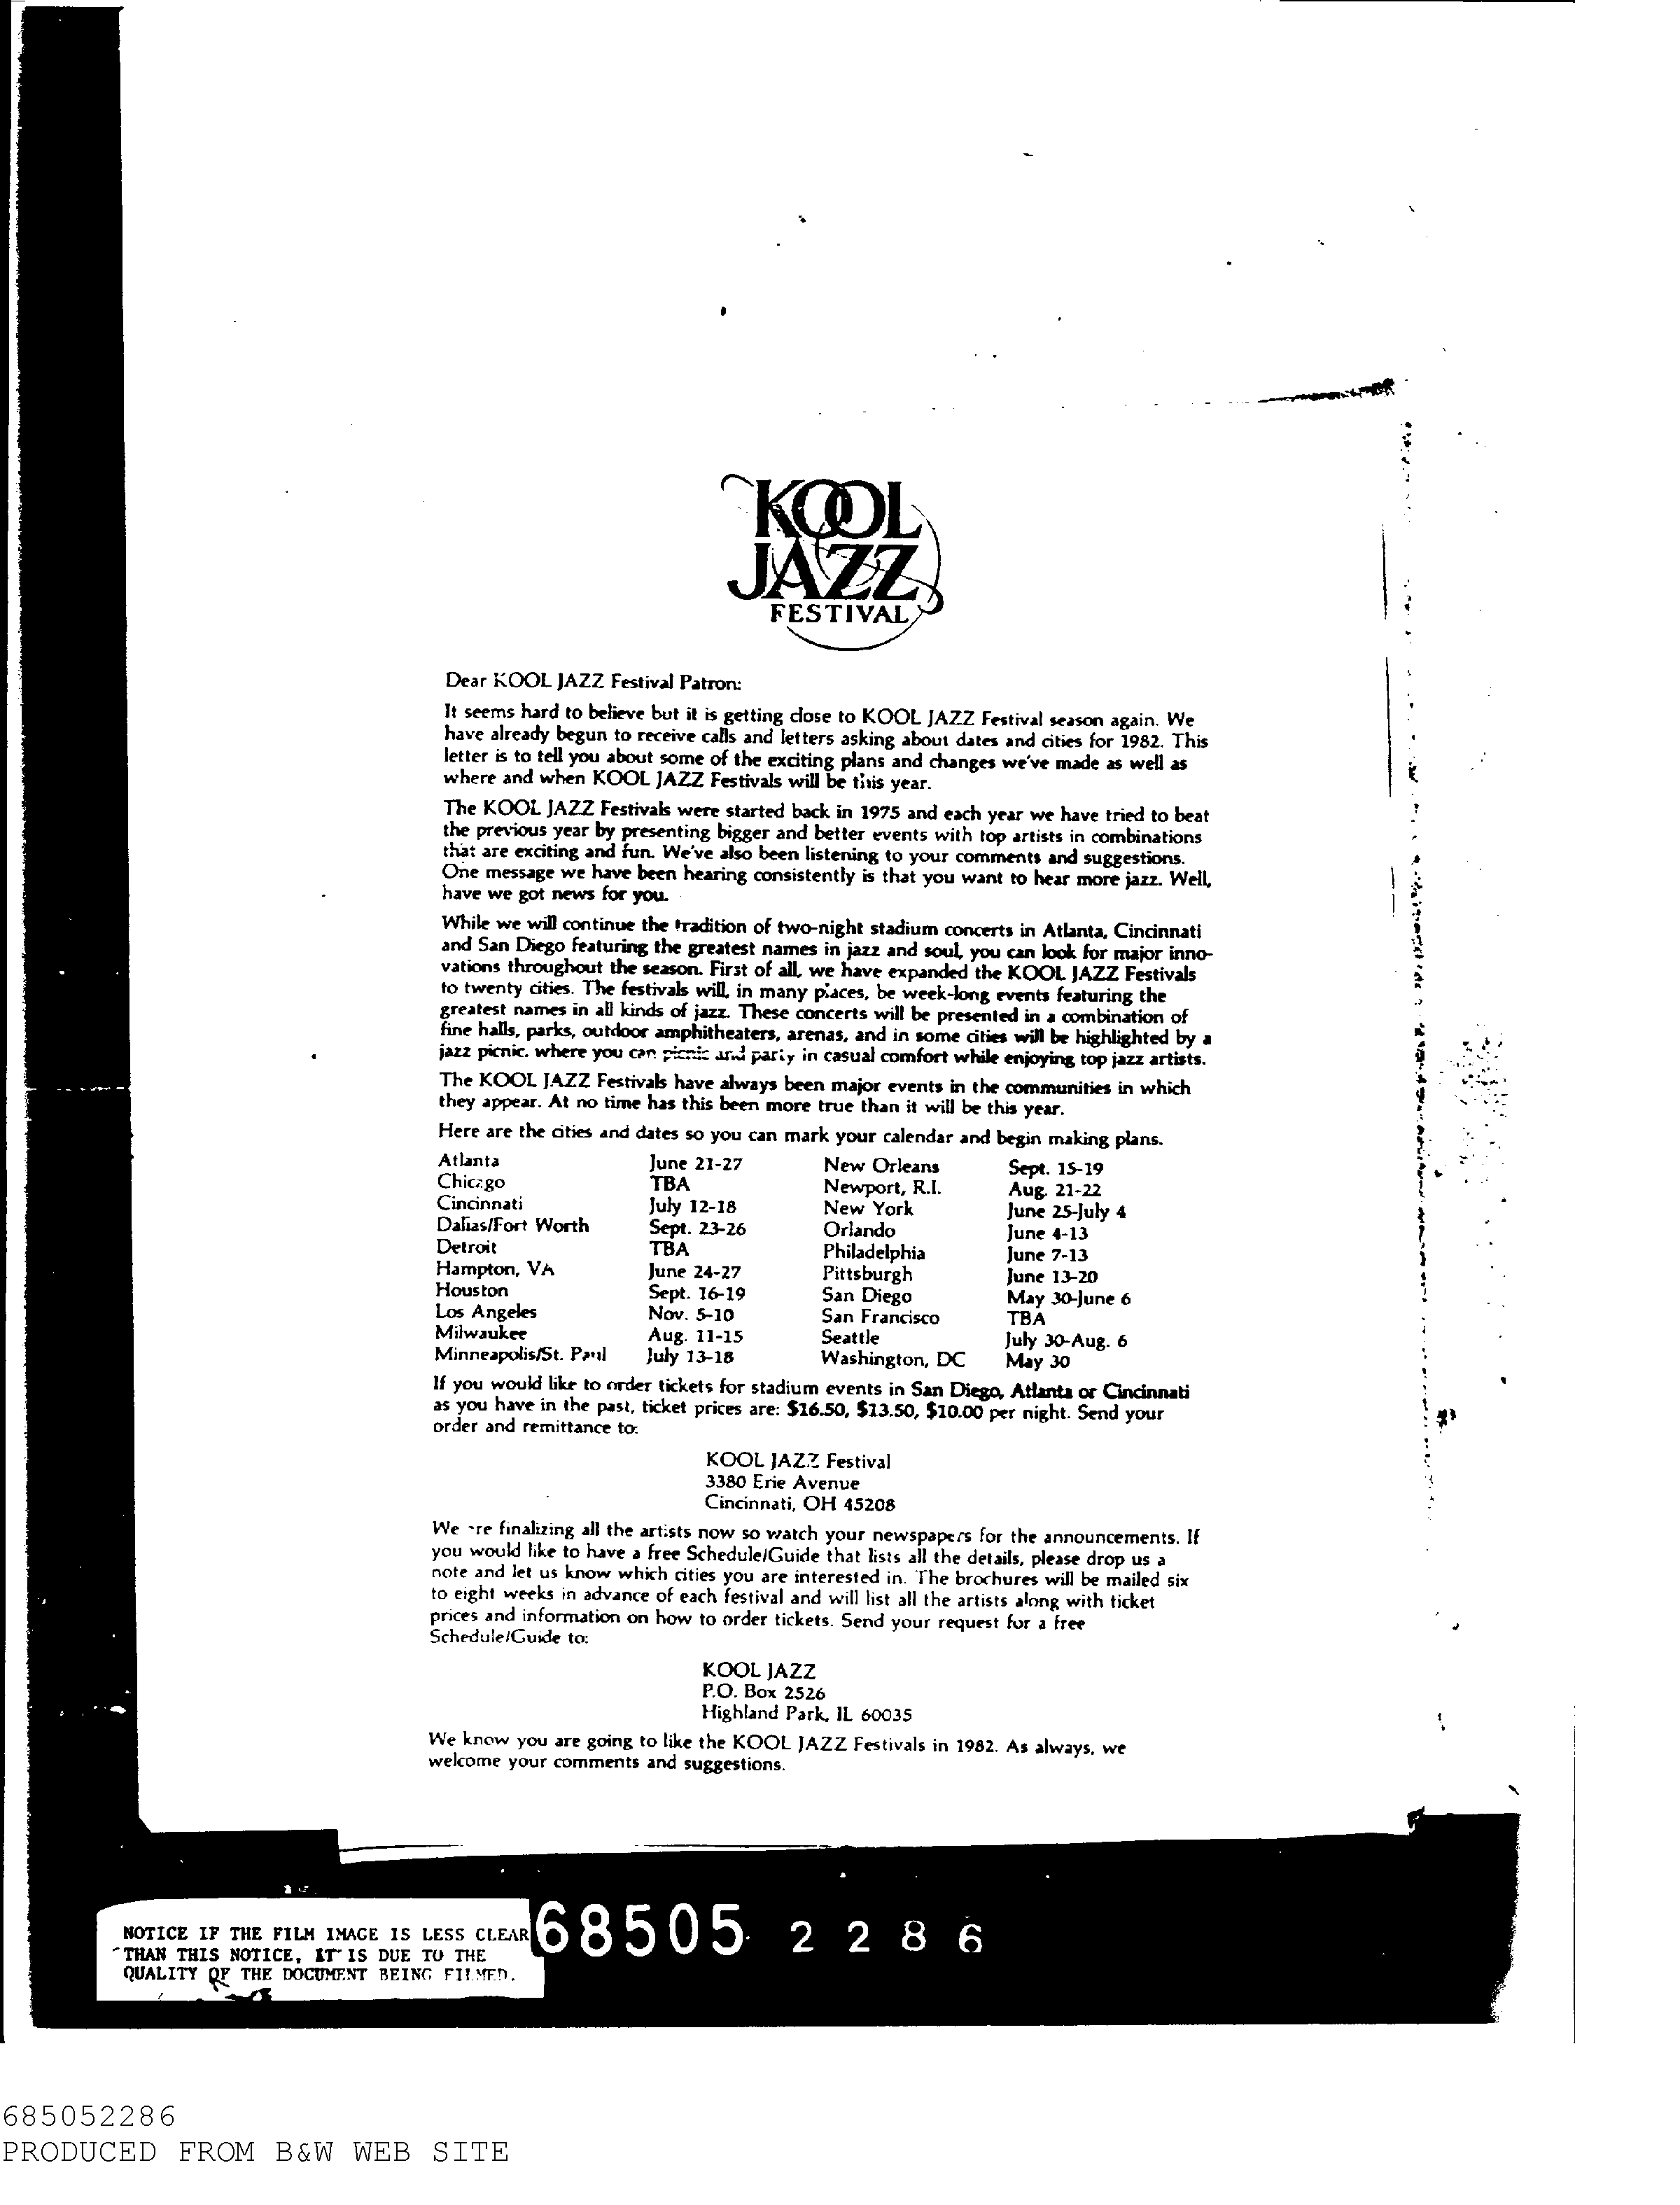 KOOL
JAZZ
FESTIVAL
Dear KOOL JAZZ Festival Patron:
It seems hard to believe but it is getting close to KOOL JAZZ Festival season again. We
have already begun to receive calls and letters asking about dates and cities for 1982. This
letter is to tell you about some of the exciting plans and changes we've made as well as
where and when KOOL JAZZ Festivals will be this year.
The KOOL JAZZ Festivals were started back in 1975 and each year we have tried to beat
the previous year by presenting bigger and better events with top artists in combinations
that are exciting and fun. We've also been listening to your comments and suggestions.
One message we have been hearing consistently is that you want to hear more jazz. Well,
have we got news for you.
While we will continue the tradition of two-night stadium concerts in Atlanta, Cincinnati
and San Diego featuring the greatest names in jazz and soul, you can look for major inno-
vations throughout the season. First of all, we have expanded the KOOL JAZZ Festivals
to twenty cities. The festivals will, in many places, be week-long events featuring the
greatest names in all kinds of jazz. These concerts will be presented in a combination of
fine halls, parks, outdoor amphitheaters, arenas, and in some cities will be highlighted by a
jazz picnic. where you can picnic and party in casual comfort while enjoying top jazz artists.
The KOOL JAZZ Festivals have always been major events in the communities in which
they appear. At no time has this been more true than it will be this year.
Here are the cities and dates so you can mark your calendar and begin making plans.
Atlanta June 21-27 New Orleans Sept. 15-19
Chicago TBA Newport, R.I. Aug. 21-22
Cincinnati July 12-18 New York June 25-July 4
Dallas/Fort Worth Sept. 23-26 Orlando June 4-13
Detroit TBA Philadelphia June 7-13
Hampton, VA June 24-27 Pittsburgh June 13-20
Houston Sept. 16-19 San Diego May 30-June 6
Los Angeles Nov. 5-10 San Francisco TBA
Milwaukee Aug. 11-15 Seattle July 30-Aug. 6
Minneapolis/St. Paul July 13-18 Washington, DC May 30
If you would like to order tickets for stadium events in San Diego, Atlanta or Cincinnati
as you have in the past, ticket prices are: $16.50, $13.50, $10.00 per night. Send your
order and remittance to:
KOOL JAZZ Festival
3380 Erie Avenue
Cincinnati, OH 45208
We are finalizing all the artists now so watch your newspapers for the announcements. If
you would like to have a free Schedule/Guide that lists all the details, please drop us a
note and let us know which cities you are interested in. The brochures will be mailed six
to eight weeks in advance of each festival and will list all the artists along with ticket
prices and information on how to order tickets. Send your request for a free
Schedule/Guide to:
KOOL JAZZ
P.O. Box 2526
Highland Park, IL 60035
We know you are going to like the KOOL JAZZ Festivals in 1982. As always, we
welcome your comments and suggestions.
NOTICE IF THE FILM IMAGE IS LESS CLEAR
THAN THIS NOTICE, IT IS DUE TO THE
QUALITY OF THE DOCUMENT BEING FILMED.
68505 2286
685052286
PRODUCED FROM B&W WEB SITE